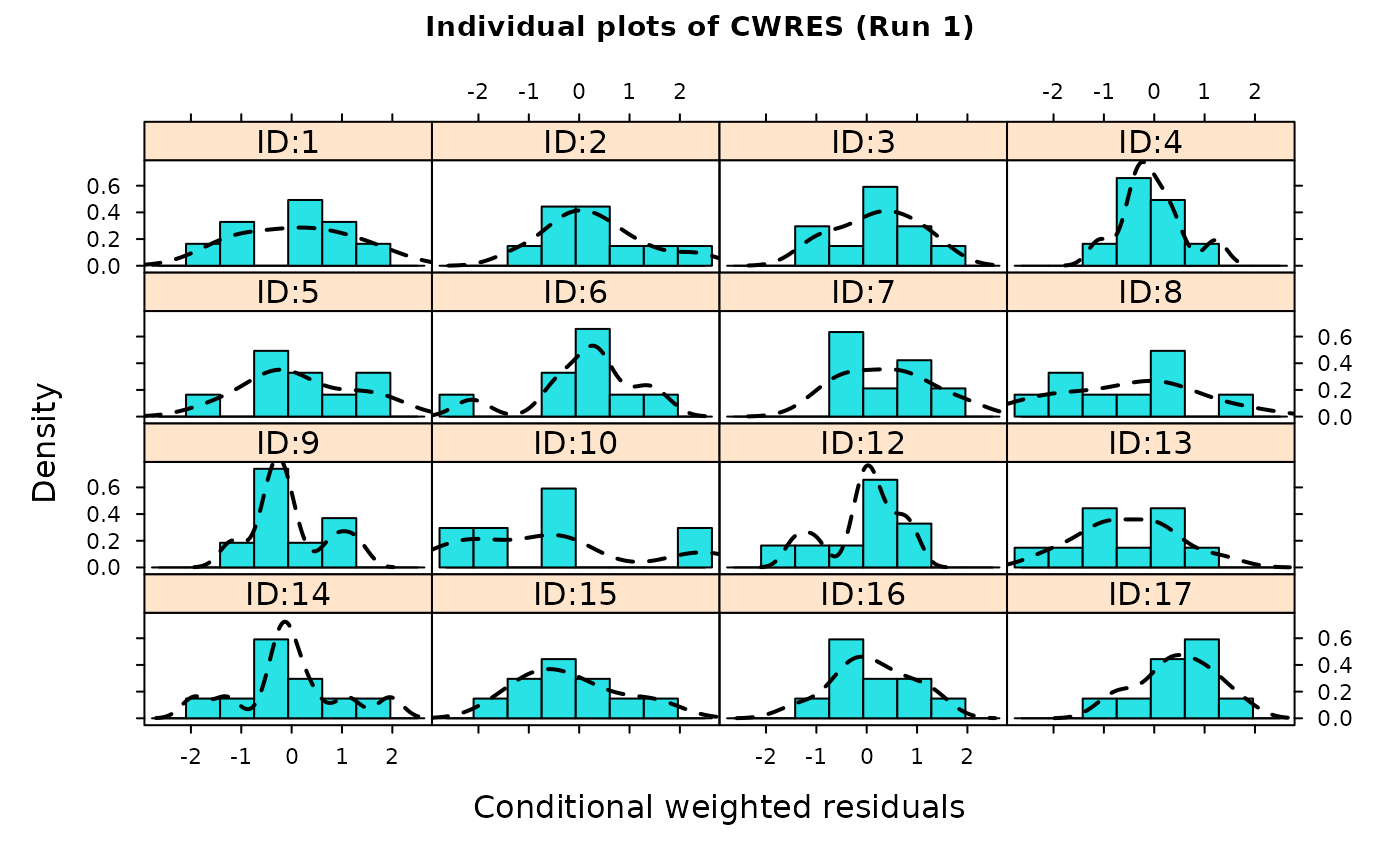 Individual plots of CWRES (Run 1)
-2 -1 0 1 2 -2 -1 0 1 2
ID:1 ID:2 ID:3 ID:4
0.6
0.4
0.2
0.0
ID:5 ID:6 ID:7 ID:8
0.6
0.4
0.2
0.0
ID:9 ID:10 ID:12 ID:13
0.6
0.4
0.2
0.0
ID:14 ID:15 ID:16 ID:17
0.6
0.4
0.2
0.0
-2 -1 0 1 2 -2 -1 0 1 2
Density
Conditional weighted residuals